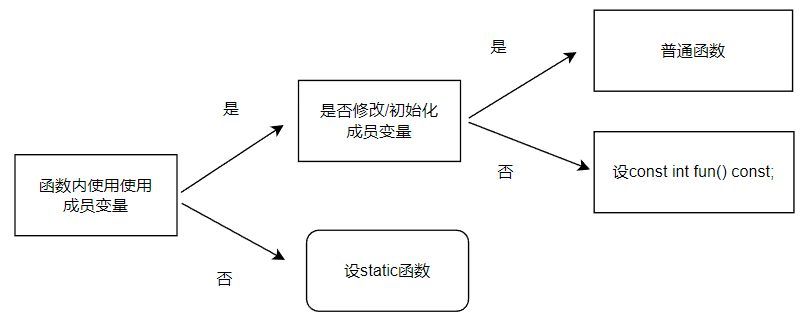 函数内使用使用
成员变量
是
否
是否修改/初始化
成员变量
设static函数
是
否
普通函数
设const int fun() const;